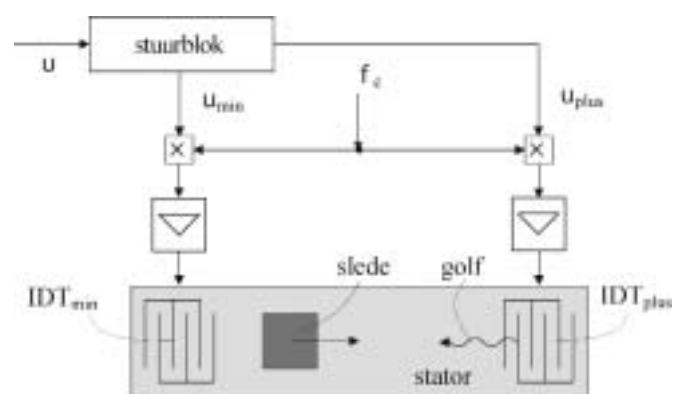 stuurblok
u
f c
u min
u plus
×
×
slede
golf
IDT min
IDT plus
stator